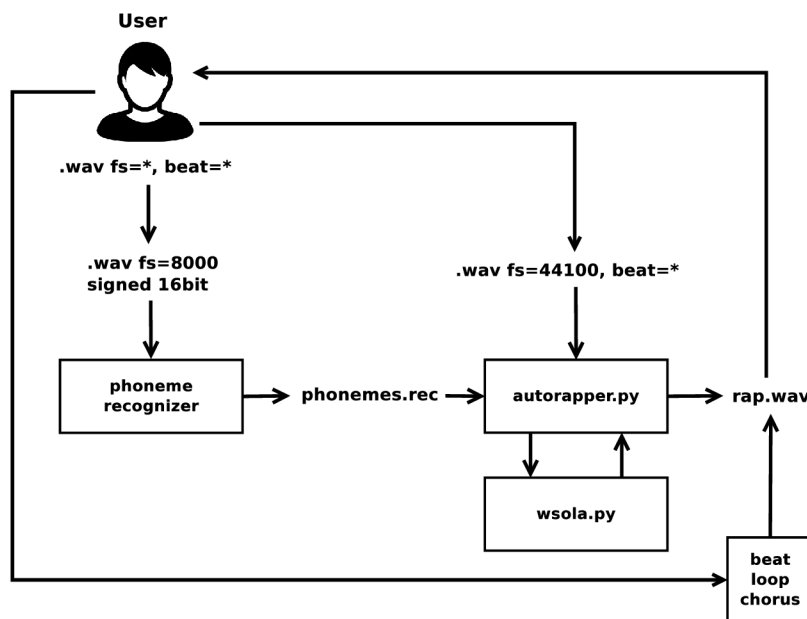 User
.wav fs=*, beat=*
.wav fs=8000
signed 16bit
.wav fs=44100, beat=*
phoneme
recognizer
phonemes.rec
autorapper.py
rap.wav
wsola.py
beat
loop
chorus